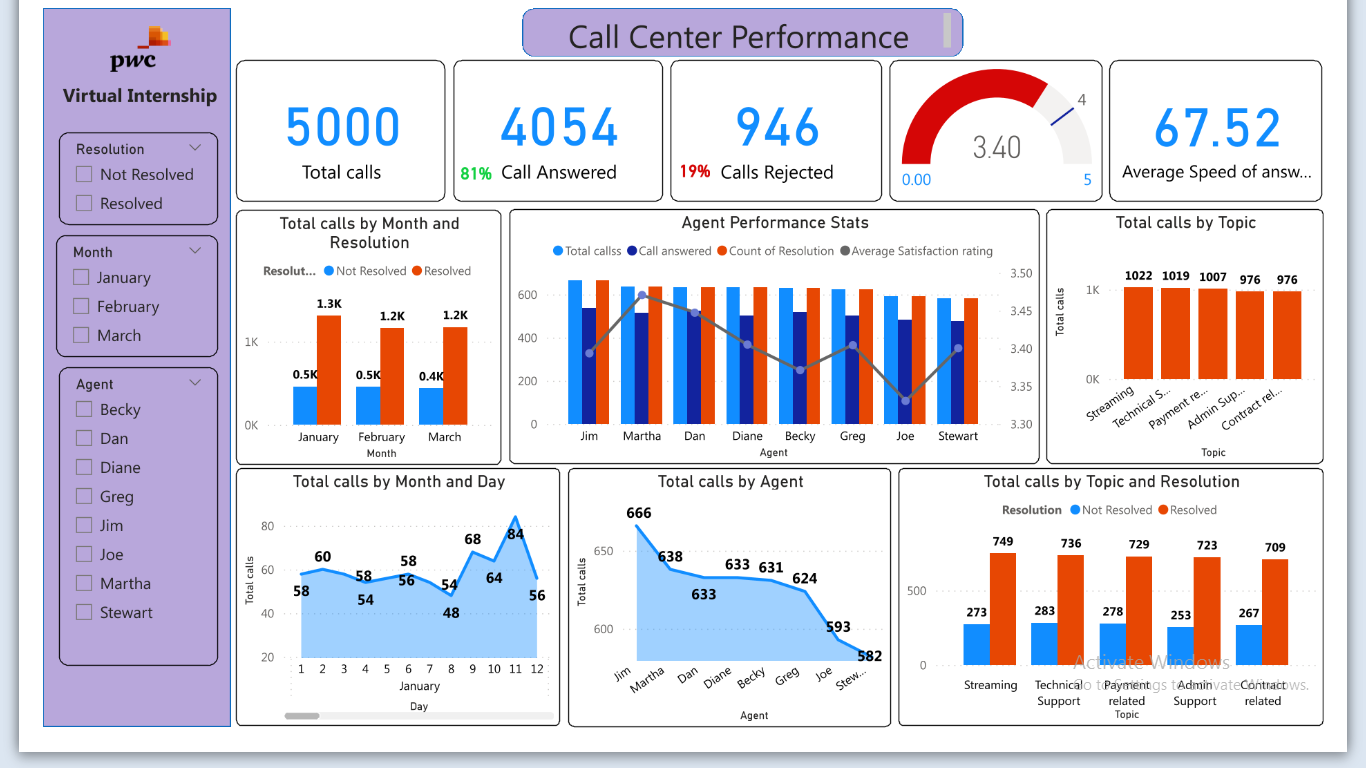 Call Center Performance
pwc
Virtual Internship
Resolution
Not Resolved
Resolved
Month
January
February
March
Agent
Becky
Dan
Diane
Greg
Jim
Joe
Martha
Stewart
5000
Total calls
4054
81% Call Answered
946
19% Calls Rejected
4
3.40
0.00 5
67.52
Average Speed of answ...
Total calls by Month and
Resolution
Resolut... Not Resolved Resolved
1.3K 1.2K 1.2K
1K
0.5K 0.5K 0.4K
0K
January February March
Month
Agent Performance Stats
Total callss Call answered Count of Resolution Average Satisfaction rating
3.50
600
3.45
400
3.40
200
3.35
0 3.30
Jim Martha Dan Diane Becky Greg Joe Stewart
Agent
Total calls by Topic
1022 1019 1007 976 976
1K
Total calls
0K
Streaming Technical S... Payment re... Admin Sup... Contract rel...
Topic
Total calls by Month and Day
Total calls
80
60
40
20
58 60 58 54 56 58 54 48 68 64 84 56
1 2 3 4 5 6 7 8 9 10 11 12
January
Day
Total calls by Agent
Total calls
650
600
666 638 633 633 631 624 593 582
Jim Martha Dan Diane Becky Greg Joe Stew...
Agent
Total calls by Topic and Resolution
Resolution Not Resolved Resolved
749 736 729 723 709
500
273 283 278 253 267
0
Streaming Technical Support Payment related Admin Support Contract related
Topic
Activate Windows
Go to Settings to activate Windows.